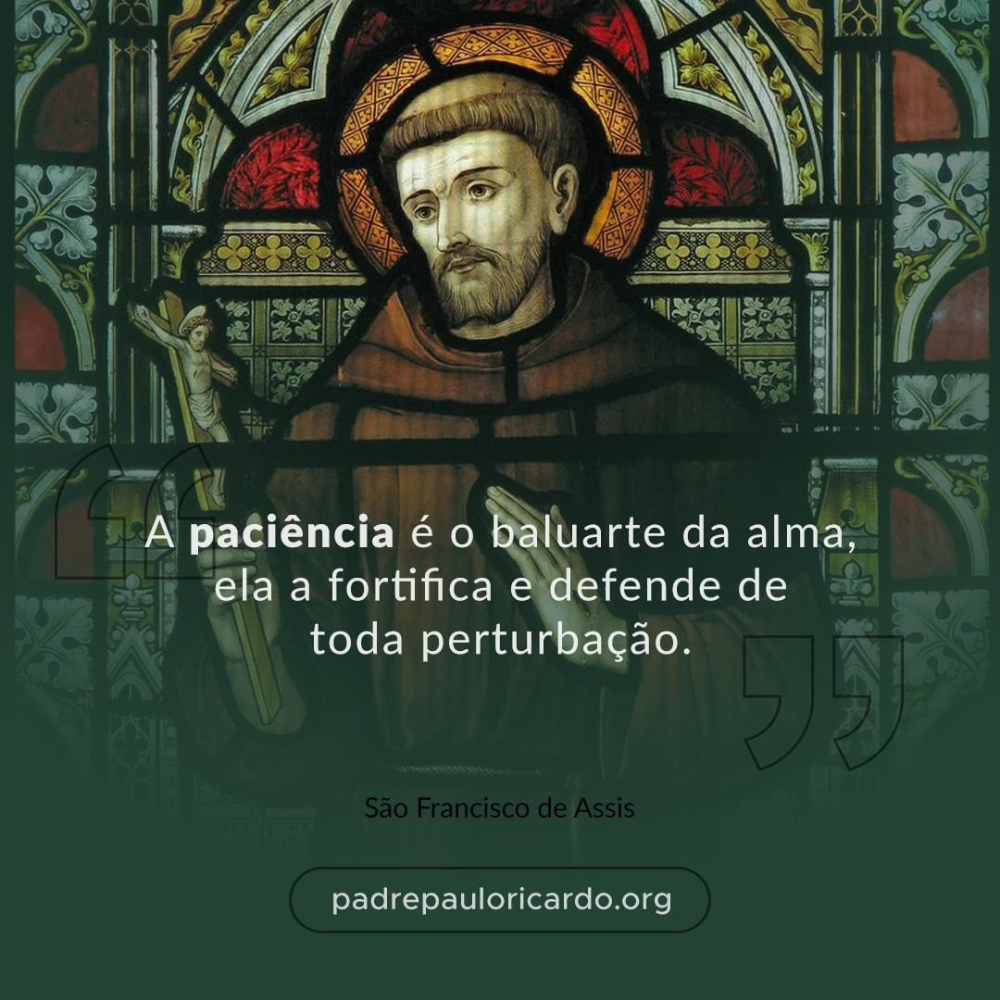 A paciência é o baluarte da alma,
ela a fortifica e defende de
toda perturbação.
São Francisco de Assis
padrepauloricardo.org